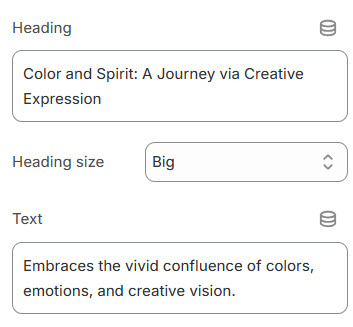 Heading
Color and Spirit: A Journey via Creative
Expression
Heading size
Big
Text
Embraces the vivid confluence of colors,
emotions, and creative vision.